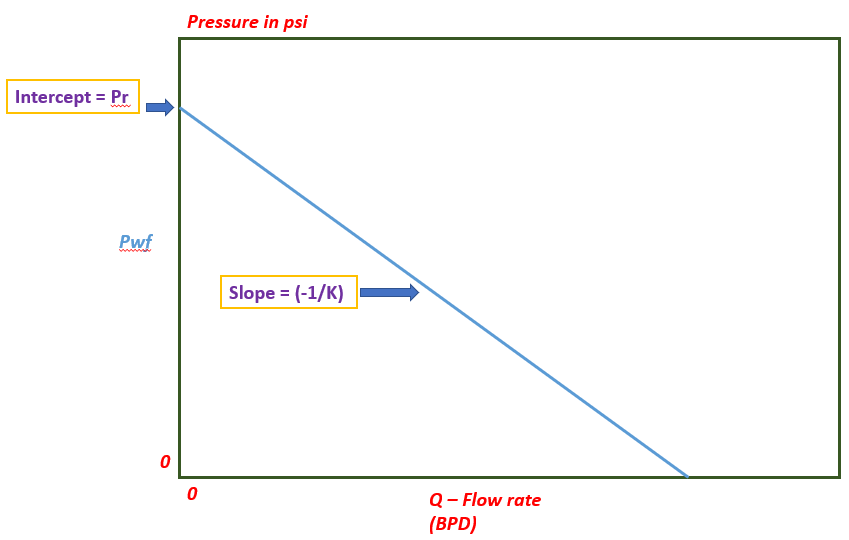 Pressure in psi
Intercept = Pr
Pwf
Slope = (-1/K)
0
0
Q – Flow rate
(BPD)